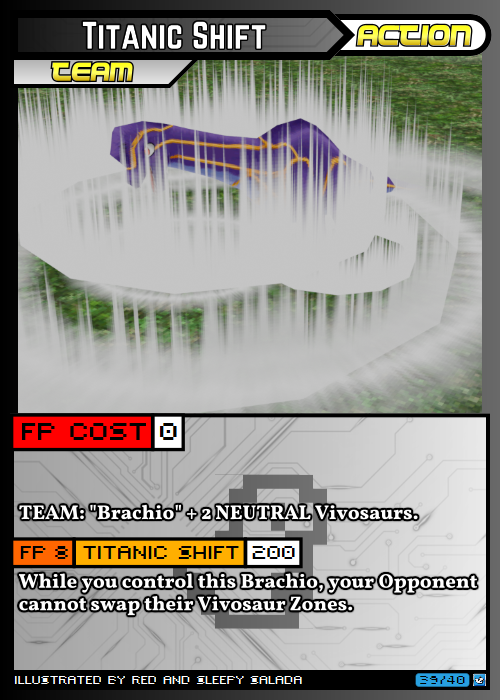 TITANIC SHIFT
ACTION
TEAM
FP COST 0
TEAM: "Brachio" + 2 NEUTRAL Vivosaurs.
FP 8 TITANIC SHIFT 200
While you control this Brachio, your Opponent
cannot swap their Vivosaur Zones.
ILLUSTRATED BY RED AND SLEEPY SALADA
39/40